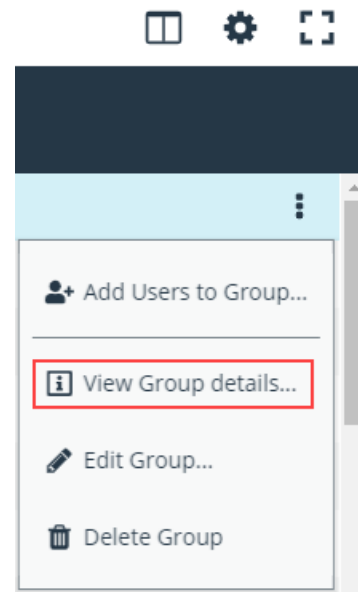 Add Users to Group...
View Group details...
Edit Group...
Delete Group